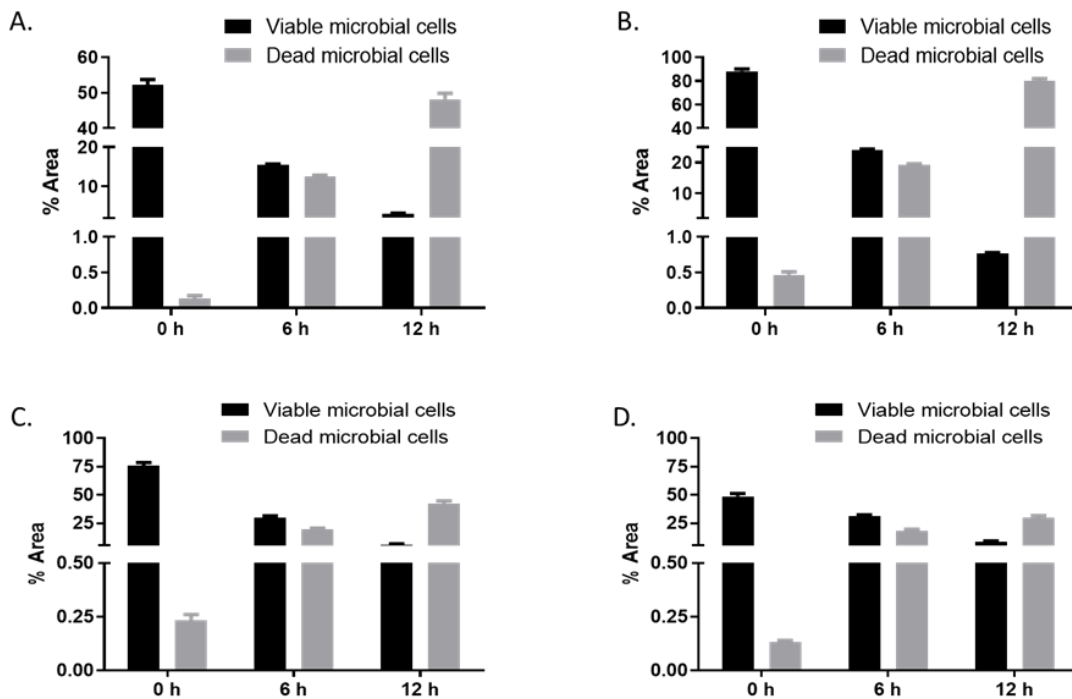 A.
Viable microbial cells
Dead microbial cells
% Area
60
50
40
20
10
1.0
0.5
0.0
0 h 6 h 12 h
B.
Viable microbial cells
Dead microbial cells
% Area
100
80
60
40
20
10
1.0
0.5
0.0
0 h 6 h 12 h
C.
Viable microbial cells
Dead microbial cells
% Area
100
75
50
25
0.50
0.25
0.00
0 h 6 h 12 h
D.
Viable microbial cells
Dead microbial cells
% Area
100
75
50
25
0.50
0.25
0.00
0 h 6 h 12 h